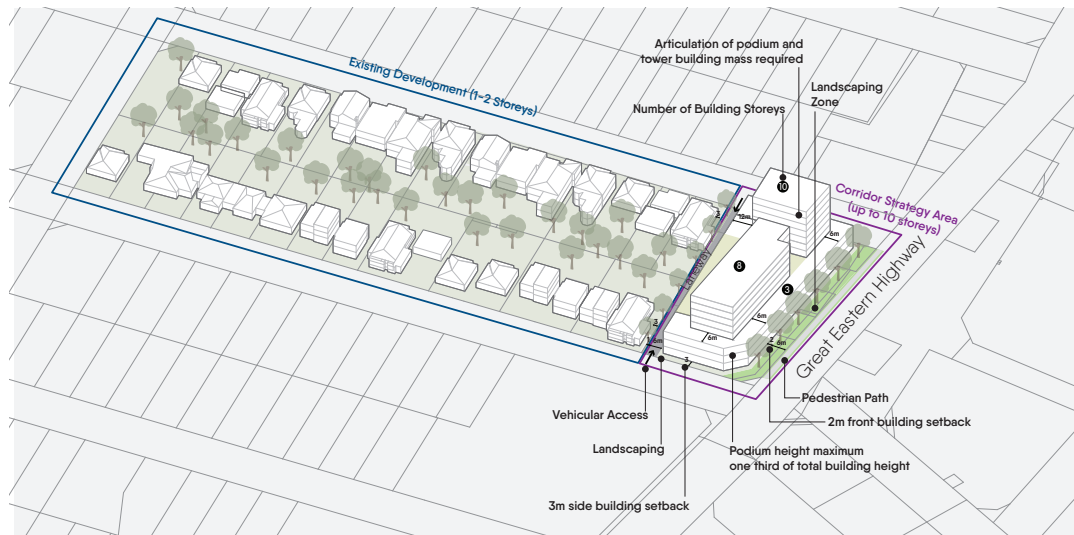 Articulation of podium and
tower building mass required
Landscaping
Zone
Existing Development (1-2 Storeys)
Number of Building Storeys
10
Corridor Strategy Area
(up to 10 storeys)
12m
6m
Laneway
8
3
6m
6m
2
6m
6m
3
Great Eastern Highway
Vehicular Access
Pedestrian Path
2m front building setback
Landscaping
Podium height maximum
one third of total building height
3m side building setback